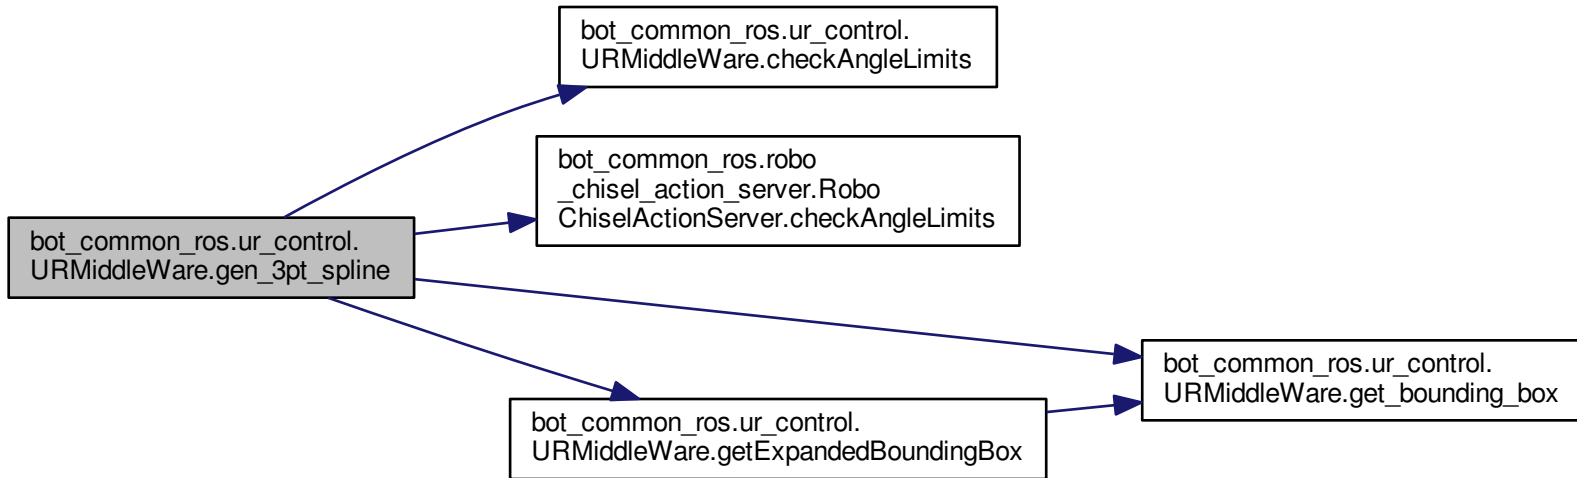 bot_common_ros.ur_control.
URMiddleWare.checkAngleLimits
bot_common_ros.robo
_chisel_action_server.Robo
ChiselActionServer.checkAngleLimits
bot_common_ros.ur_control.
URMiddleWare.gen_3pt_spline
bot_common_ros.ur_control.
URMiddleWare.get_bounding_box
bot_common_ros.ur_control.
URMiddleWare.getExpandedBoundingBox